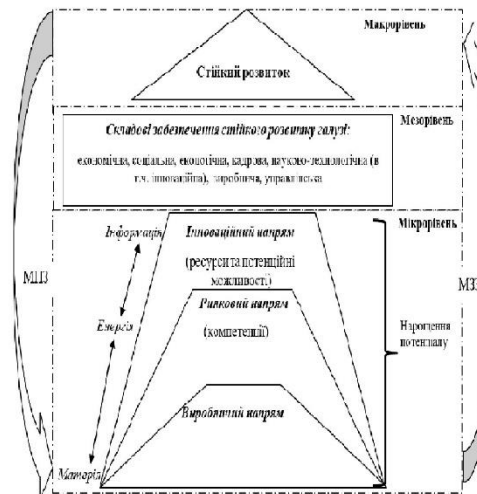 Макрорівень
Стійкий розвиток
Мезорівень
Складові забезпечення стійкого розвитку галузі:
економічна, соціальна, екологічна, кадрова, науково-технологічна (в
т.ч. інноваційна), виробнича, управлінська
Мікрорівень
Інформація
Інноваційний напрям
(ресурси та потенційні
можливості)
МПЗ
МЗ
Ринковий напрям
Енергія
(компетенції)
Нарощення
потенціалу
Виробничий напрям
Матерія